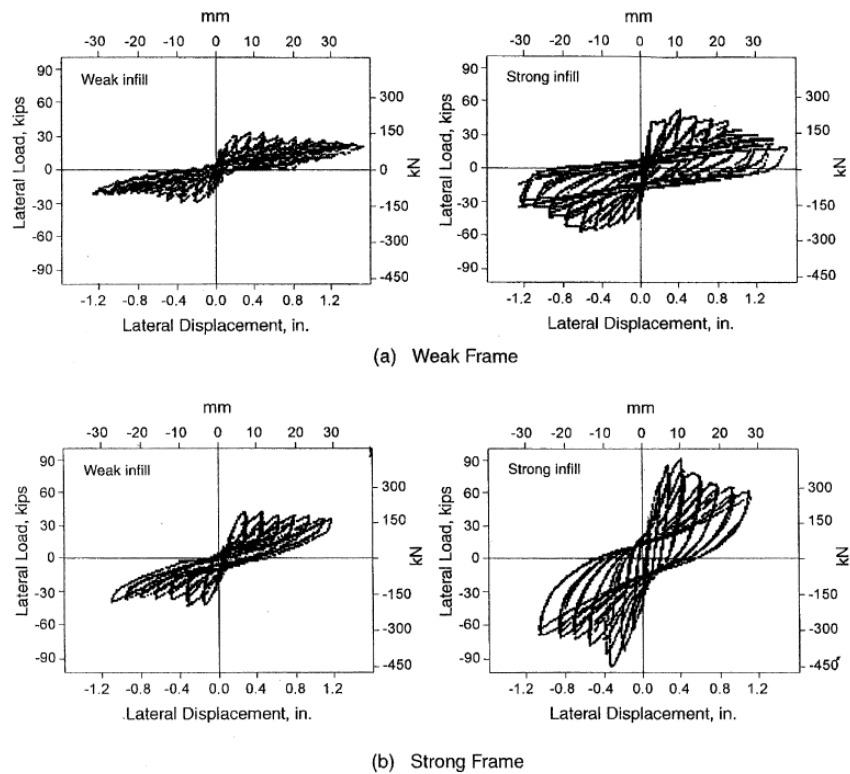 mm mm
-30 -20 -10 0 10 20 30 -30 -20 -10 0 10 20 30
Lateral Load, kips
90
60
30
0
-30
-60
-90
Weak infill
300
150
0
-150
-300
-450
kN
-1.2 -0.8 -0.4 0.0 0.4 0.8 1.2
Lateral Displacement, in.
Lateral Load, kips
90
60
30
0
-30
-60
-90
Strong infill
300
150
0
-150
-300
-450
kN
-1.2 -0.8 -0.4 0.0 0.4 0.8 1.2
Lateral Displacement, in.
(a) Weak Frame
mm mm
-30 -20 -10 0 10 20 30 -30 -20 -10 0 10 20 30
Lateral Load, kips
90
60
30
0
-30
-60
-90
Weak infill
300
150
0
-150
-300
-450
kN
-1.2 -0.8 -0.4 0.0 0.4 0.8 1.2
Lateral Displacement, in.
Lateral Load, kips
90
60
30
0
-30
-60
-90
Strong infill
300
150
0
-150
-300
-450
kN
-1.2 -0.8 -0.4 0.0 0.4 0.8 1.2
Lateral Displacement, in.
(b) Strong Frame